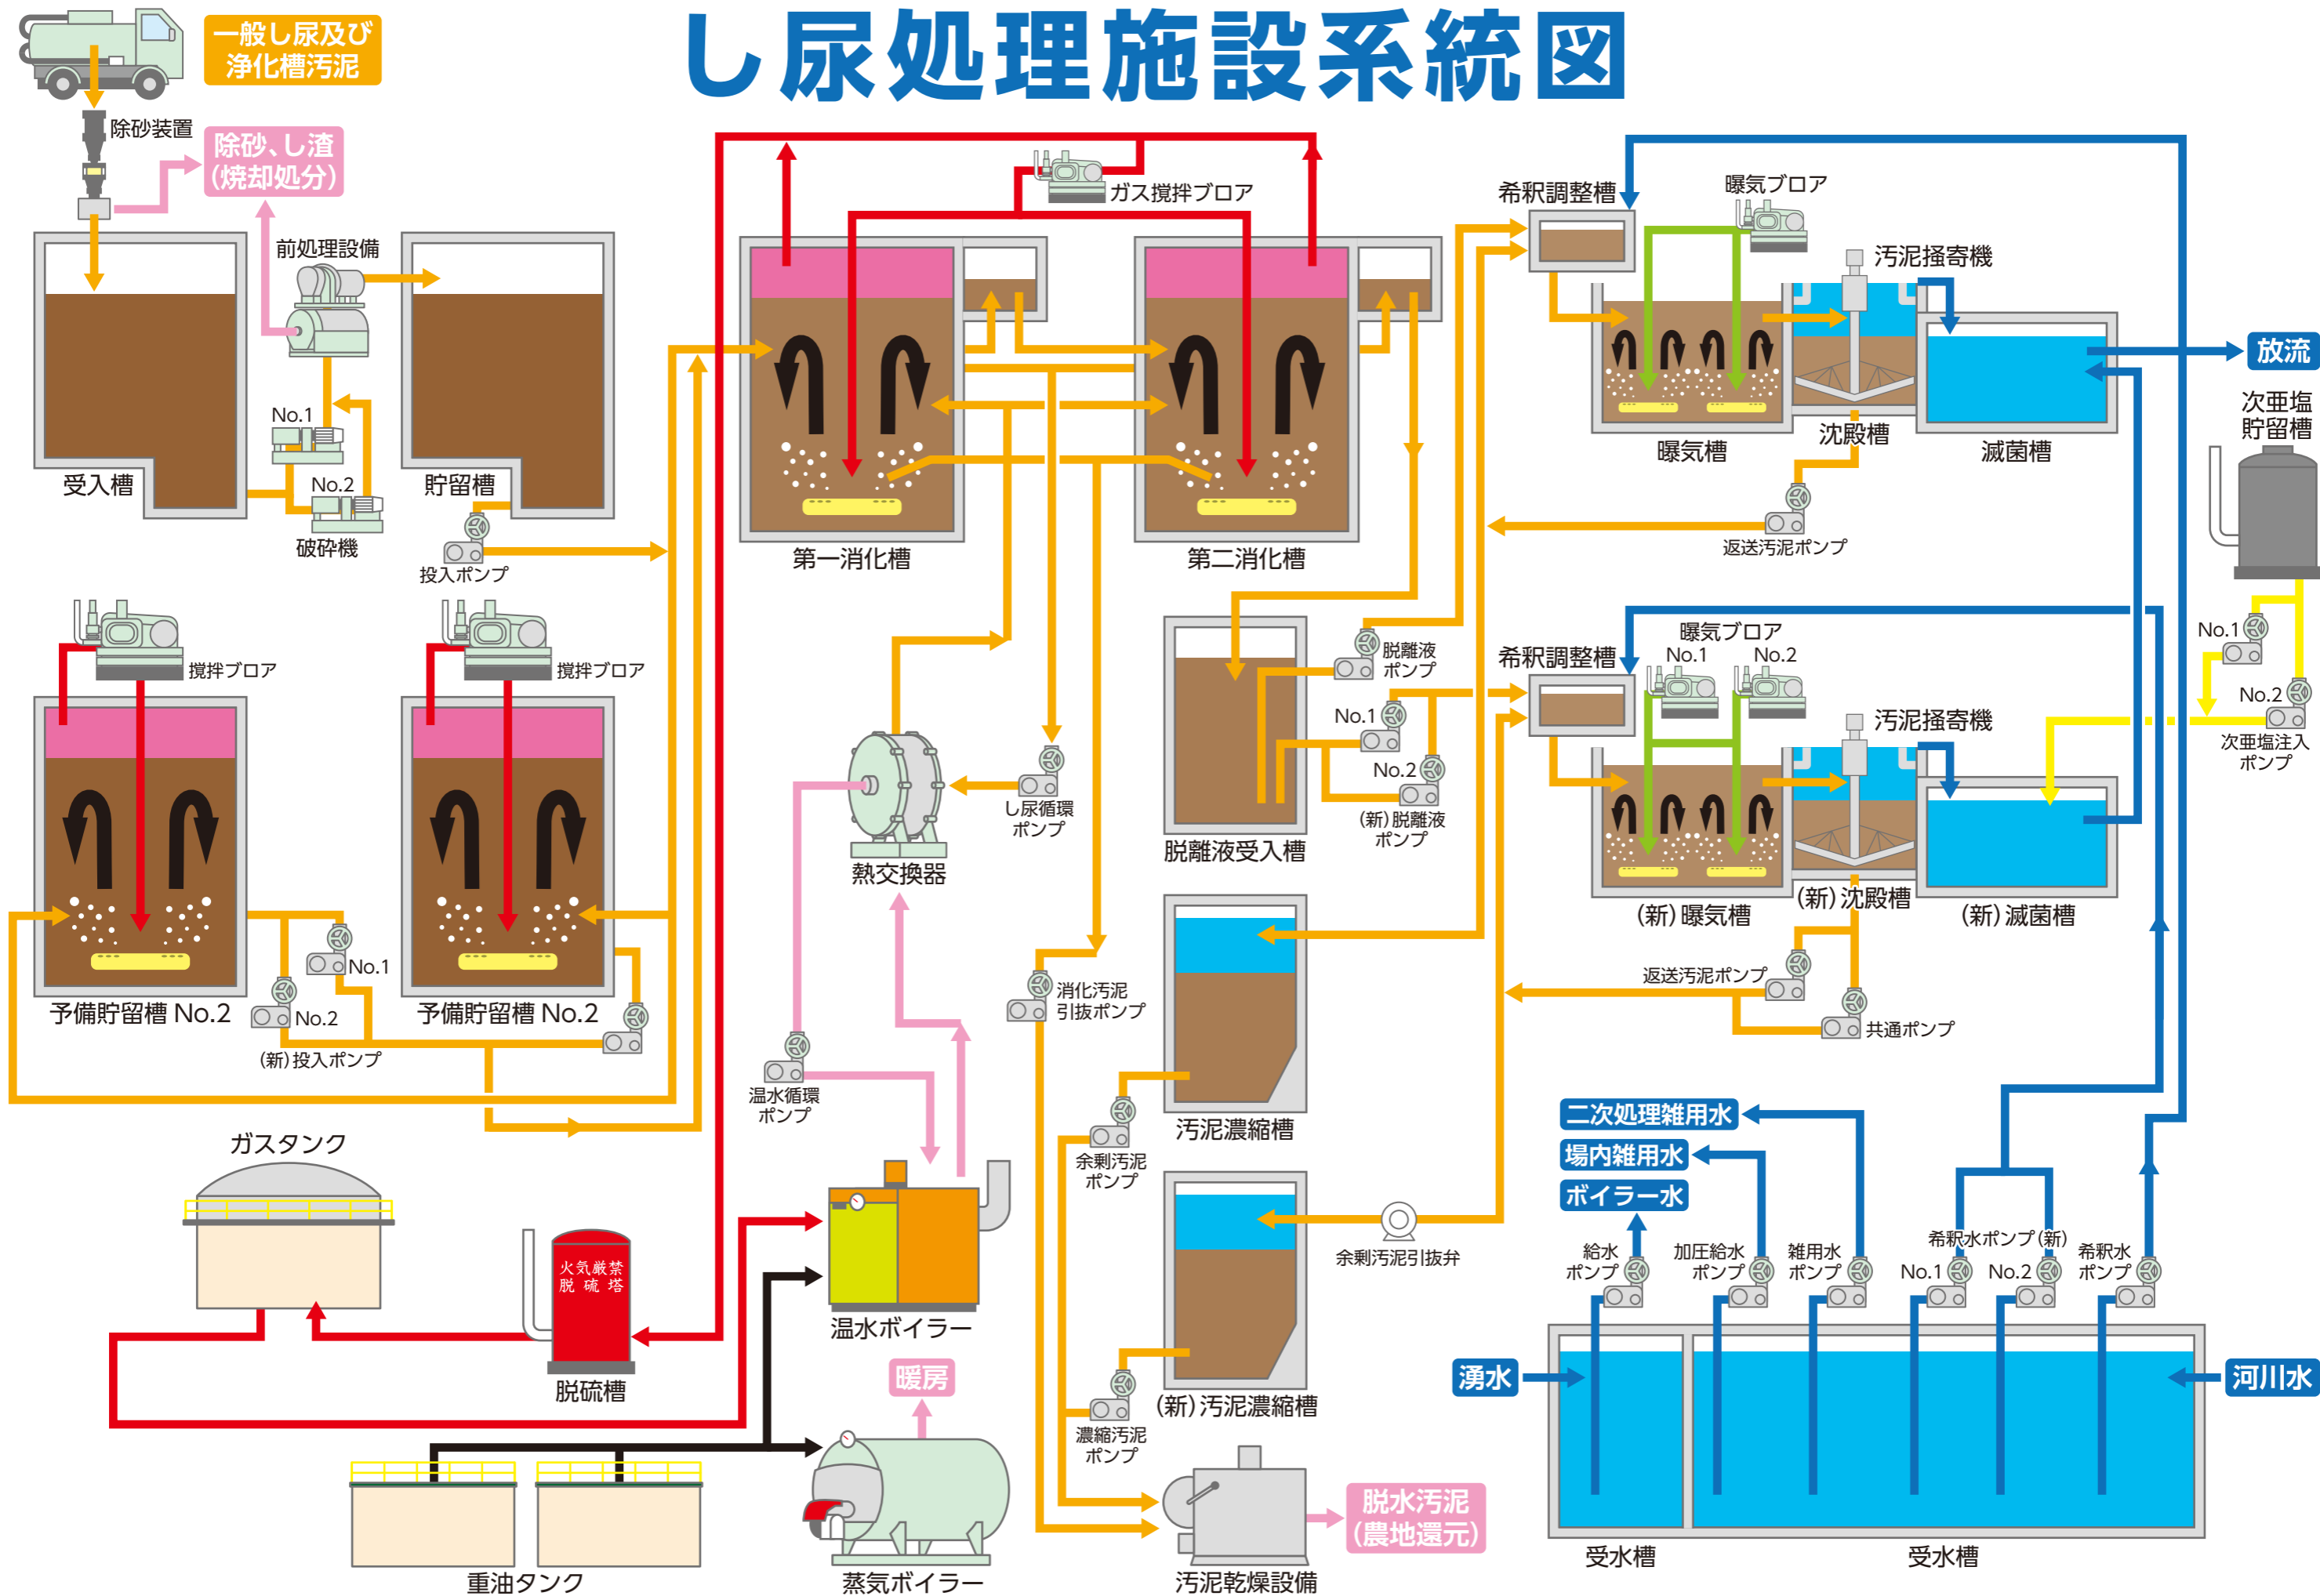 し尿処理施設系統図
一般し尿及び
浄化槽汚泥
除砂装置
除砂、し渣
(焼却処分)
前処理設備
受入槽
No.1
No.2
破砕機
貯留槽
投入ポンプ
ガス撹拌ブロア
第一消化槽
第二消化槽
希釈調整槽
曝気ブロア
汚泥掻寄機
曝気槽
沈殿槽
滅菌槽
放流
次亜塩
貯留槽
返送汚泥ポンプ
撹拌ブロア
撹拌ブロア
予備貯留槽 No.2
予備貯留槽 No.2
No.1
No.2
(新)投入ポンプ
熱交換器
し尿循環
ポンプ
温水循環
ポンプ
消化汚泥
引抜ポンプ
脱離液
ポンプ
No.1
No.2
(新)脱離液
ポンプ
脱離液受入槽
希釈調整槽
曝気ブロア
No.1
No.2
汚泥掻寄機
(新)曝気槽
(新)沈殿槽
(新)滅菌槽
No.1
No.2
次亜塩注入
ポンプ
返送汚泥ポンプ
共通ポンプ
汚泥濃縮槽
余剰汚泥
ポンプ
余剰汚泥引抜弁
(新)汚泥濃縮槽
濃縮汚泥
ポンプ
ガスタンク
火気厳禁
脱硫塔
脱硫槽
温水ボイラー
暖房
重油タンク
蒸気ボイラー
汚泥乾燥設備
脱水汚泥
(農地還元)
二次処理雑用水
場内雑用水
ボイラー水
給水
ポンプ
加圧給水
ポンプ
雑用水
ポンプ
希釈水ポンプ(新)
No.1
No.2
希釈水
ポンプ
湧水
河川水
受水槽
受水槽